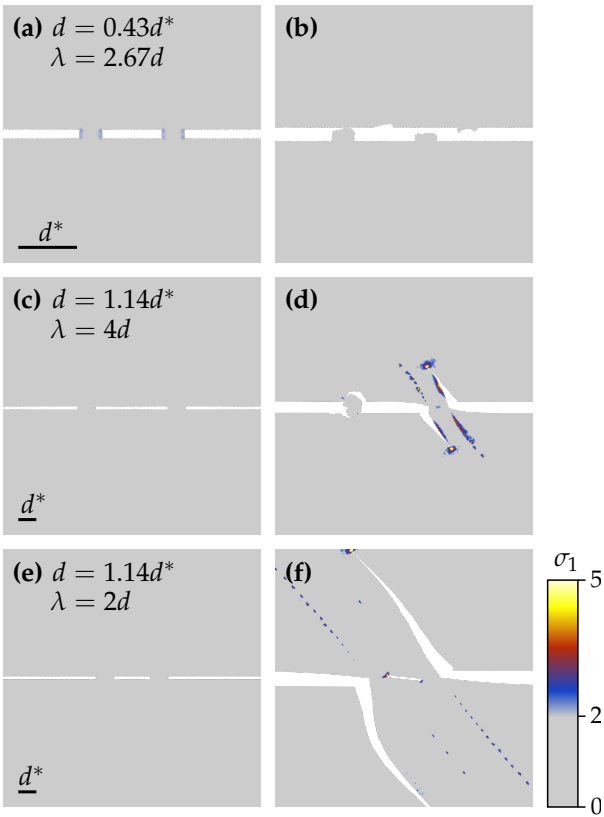 (a) d = 0.43d*
λ = 2.67d
d*
(b)
(c) d = 1.14d*
λ = 4d
d*
(d)
(e) d = 1.14d*
λ = 2d
d*
(f)
σ₁
5
2
0